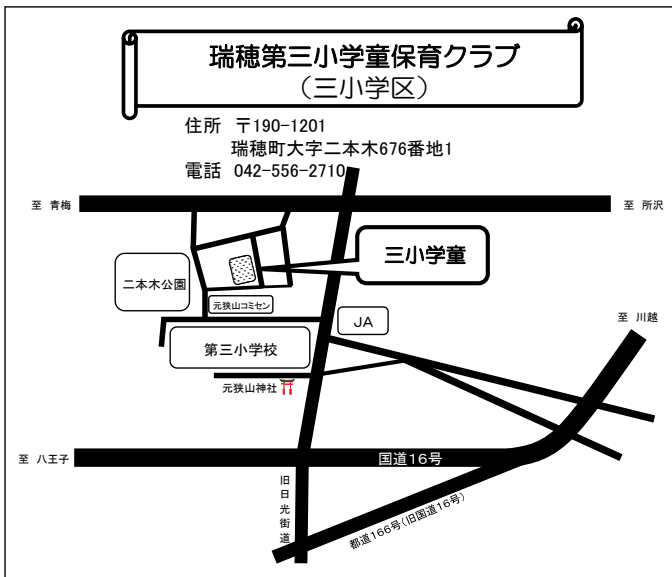 瑞穂第三小学童保育クラブ
（三小学区）
住所　〒190-1201
瑞穂町大字二本木676番地1
電話　042-556-2710
至 青梅
至 所沢
三小学童
二本木公園
元狭山コミセン
JA
至 川越
第三小学校
元狭山神社
至 八王子
国道16号
旧日光街道
都道166号(旧国道16号)